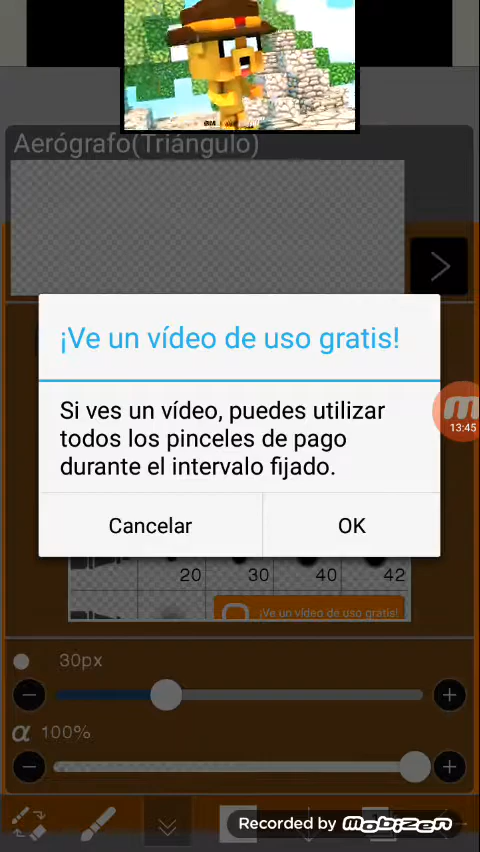 Aerógrafo(Triángulo)
¡Ve un vídeo de uso gratis!
Si ves un vídeo, puedes utilizar
todos los pinceles de pago
durante el intervalo fijado.
13:45
Cancelar
OK
20 30 40 42
¡Ve un vídeo de uso gratis!
30px
α 100%
Recorded by mobizen